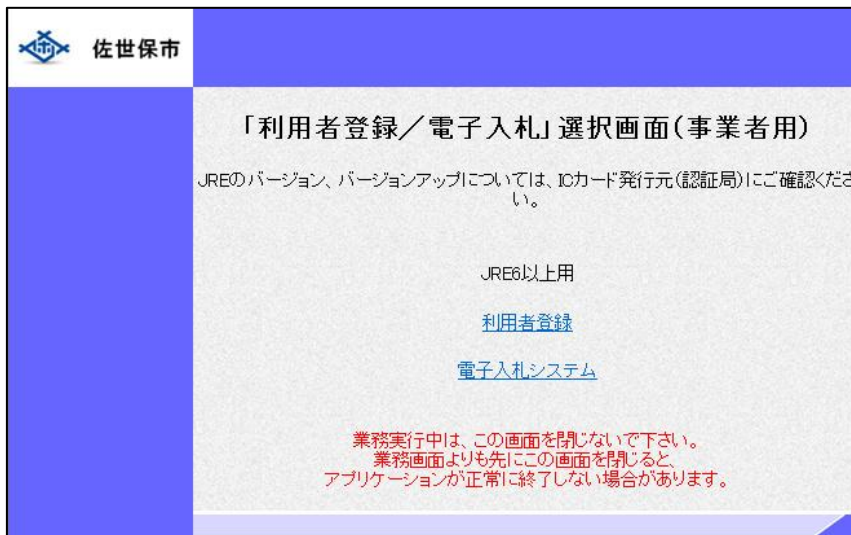 佐世保市
「利用者登録／電子入札」選択画面(事業者用)
JREのバージョン、バージョンアップについては、ICカード発行元(認証局)にご確認くださ
い。
JRE6以上用
利用者登録
電子入札システム
業務実行中は、この画面を閉じないで下さい。
業務画面よりも先にこの画面を閉じると、
アプリケーションが正常に終了しない場合があります。